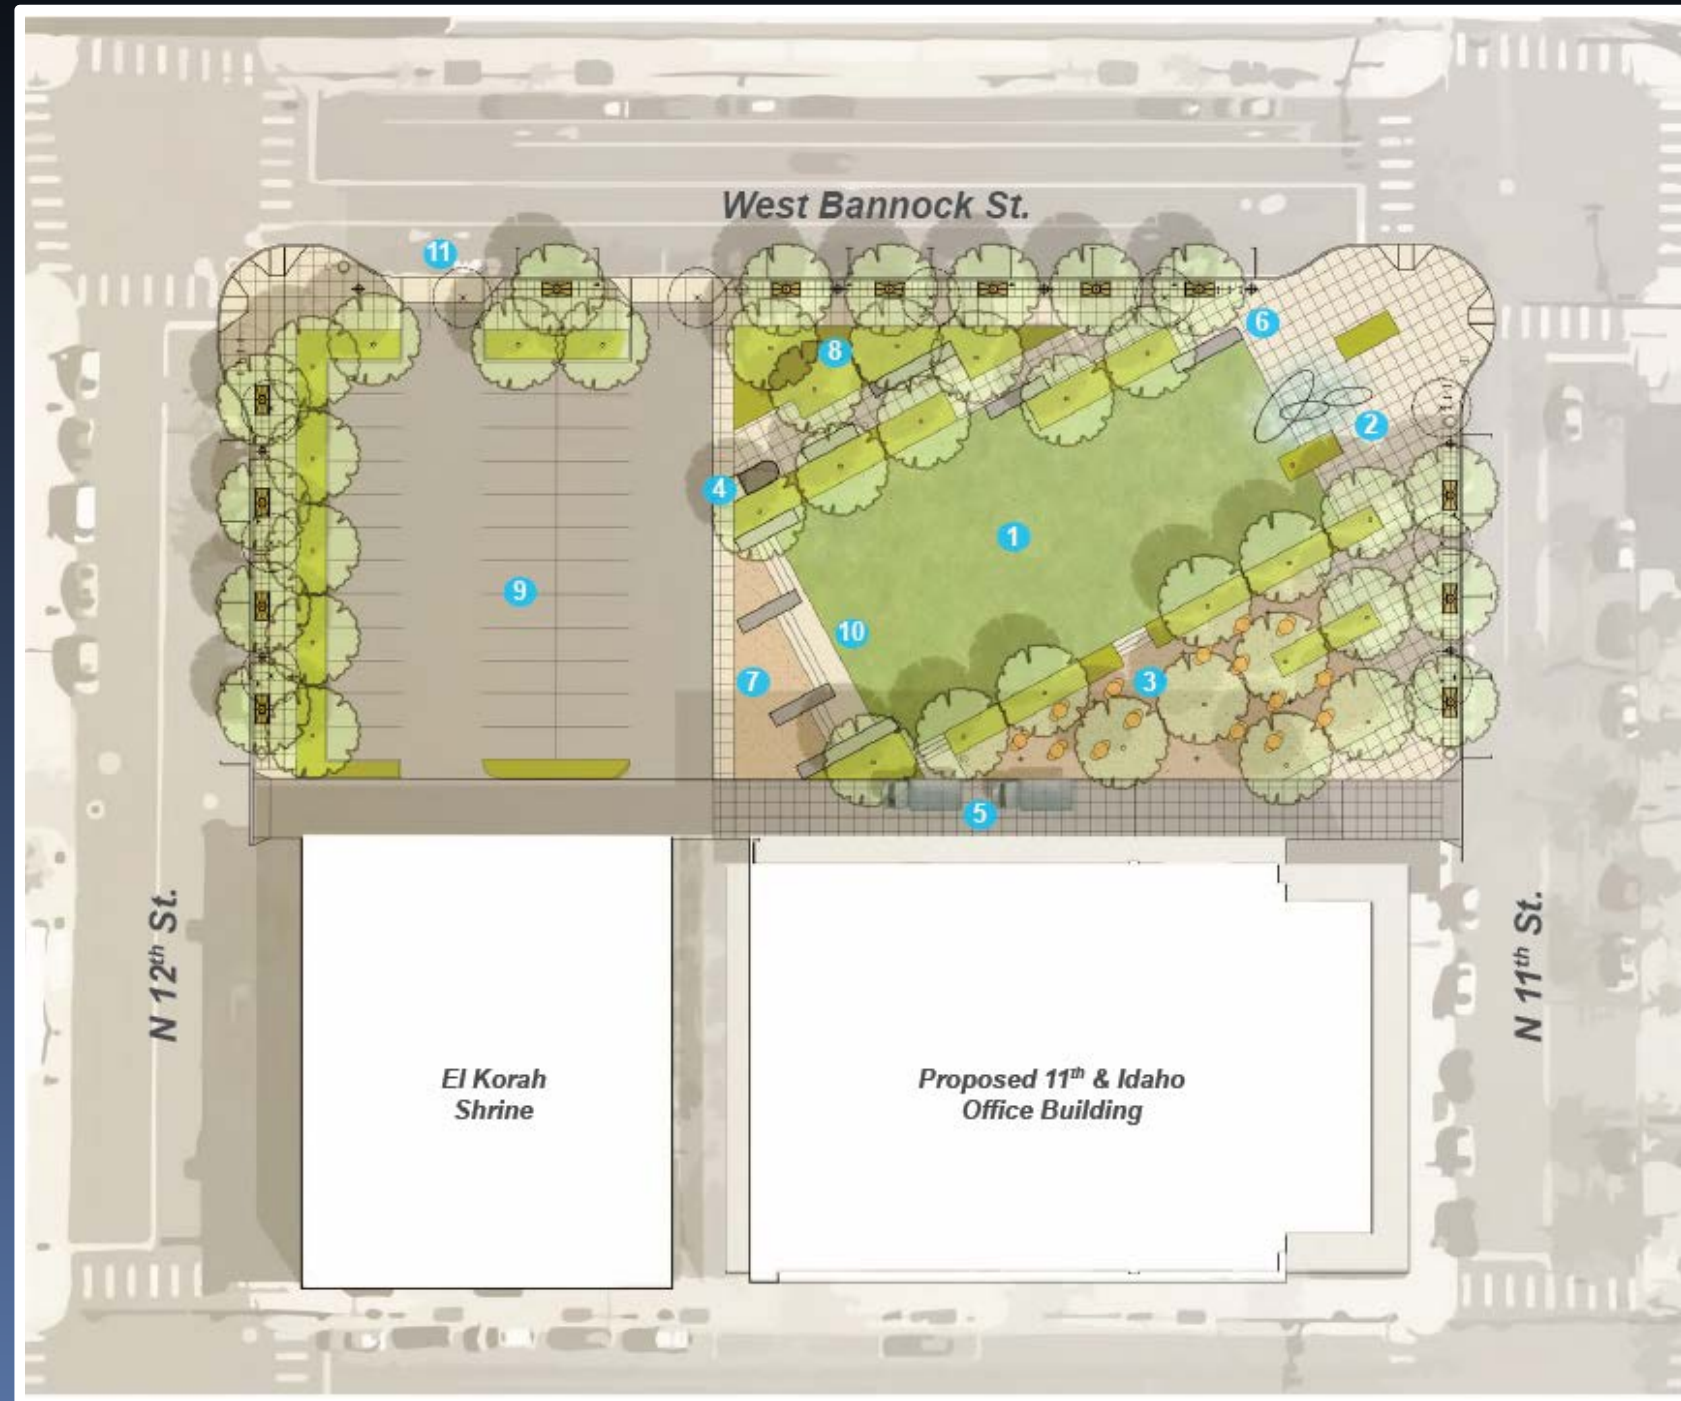 West Bannock St.
11
6
8
2
4
1
9
10
7
3
5
N 12th St.
N 11th St.
El Korah
Shrine
Proposed 11th & Idaho
Office Building